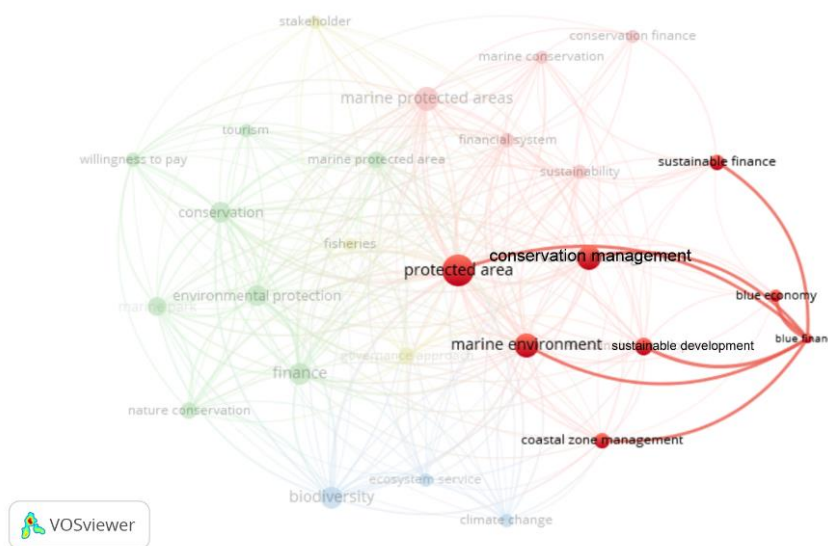 stakeholder
conservation finance
marine conservation
marine protected areas
tourism
financial system
willingness to pay
marine protected area
sustainable finance
sustainability
conservation
fisheries
conservation management
protected area
environmental protection
blue economy
marine park
blue finan
marine environment
sustainable development
governance approach
finance
nature conservation
coastal zone management
ecosystem service
biodiversity
climate change
VOSviewer